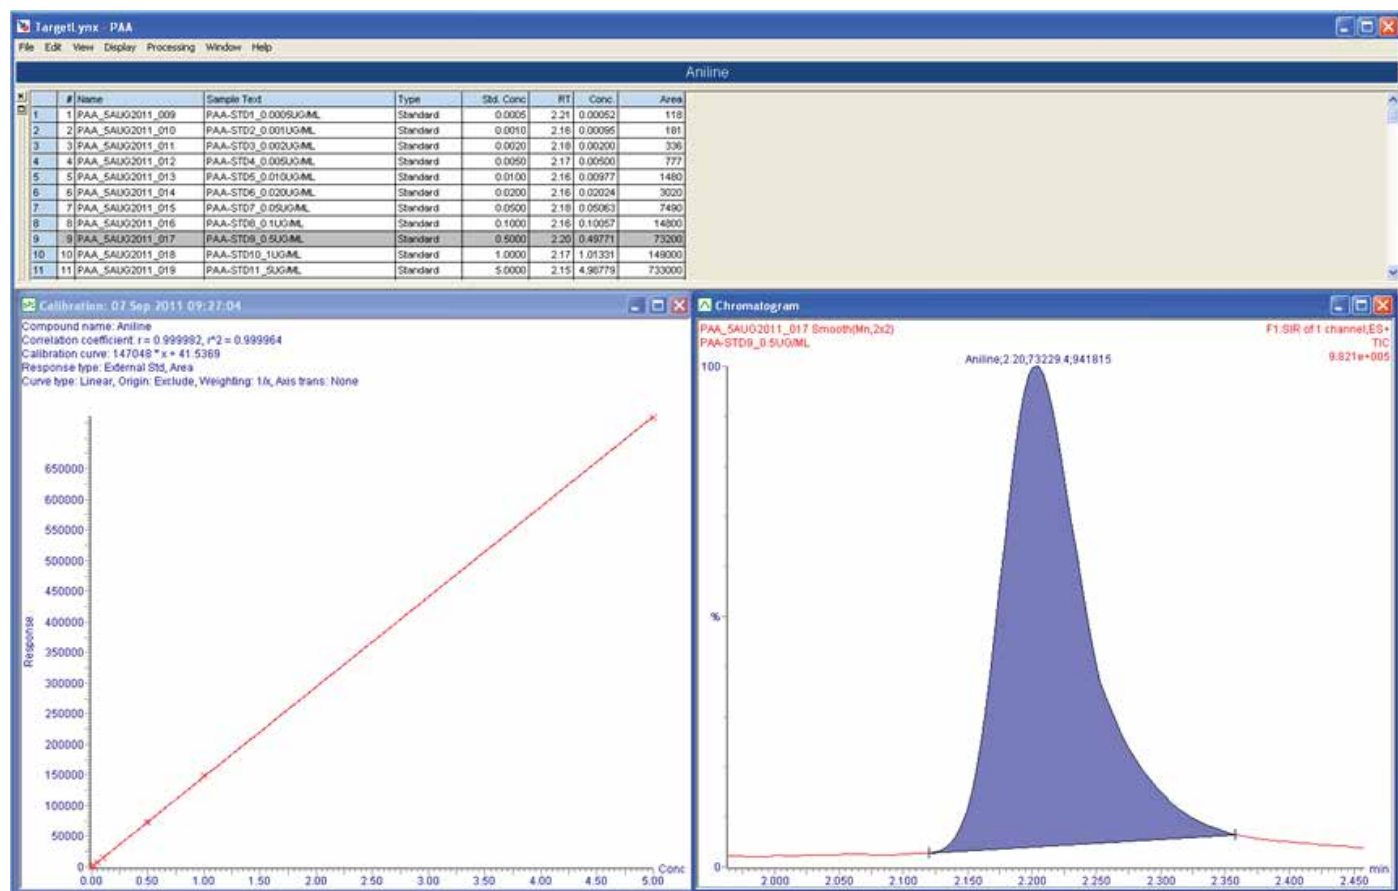 TargetLynx - PAA
File Edit View Display Processing Window Help
Aniline
# Name Sample Text Type Std. Conc RT Conc. Area
1 1 PAA_5AUG2011_009 PAA-STD1_0.0005UG/ML Standard 0.0005 2.21 0.00052 118
2 2 PAA_5AUG2011_010 PAA-STD2_0.001UG/ML Standard 0.0010 2.16 0.00095 181
3 3 PAA_5AUG2011_011 PAA-STD3_0.002UG/ML Standard 0.0020 2.18 0.00200 336
4 4 PAA_5AUG2011_012 PAA-STD4_0.005UG/ML Standard 0.0050 2.17 0.00500 777
5 5 PAA_5AUG2011_013 PAA-STD5_0.010UG/ML Standard 0.0100 2.16 0.00977 1480
6 6 PAA_5AUG2011_014 PAA-STD6_0.020UG/ML Standard 0.0200 2.16 0.02024 3020
7 7 PAA_5AUG2011_015 PAA-STD7_0.05UG/ML Standard 0.0500 2.18 0.05063 7490
8 8 PAA_5AUG2011_016 PAA-STD8_0.1UG/ML Standard 0.1000 2.16 0.10057 14800
9 9 PAA_5AUG2011_017 PAA-STD9_0.5UG/ML Standard 0.5000 2.20 0.49771 73200
10 10 PAA_5AUG2011_018 PAA-STD10_1UG/ML Standard 1.0000 2.17 1.01331 149000
11 11 PAA_5AUG2011_019 PAA-STD11_5UG/ML Standard 5.0000 2.15 4.98779 733000
Calibration: 07 Sep 2011 09:27:04
Compound name: Aniline
Correlation coefficient: r = 0.999982, r^2 = 0.999964
Calibration curve: 147048 * x + 41.5369
Response type: External Std, Area
Curve type: Linear, Origin: Exclude, Weighting: 1/x, Axis trans: None
650000
600000
550000
500000
450000
400000
350000
300000
250000
200000
150000
100000
50000
0
Response
0.00 0.50 1.00 1.50 2.00 2.50 3.00 3.50 4.00 4.50 5.00
Conc
Chromatogram
PAA_5AUG2011_017 Smooth(Mn,2x2)
PAA-STD9_0.5UG/ML
F1:SIR of 1 channel,ES+
TIC
9.821e+005
Aniline;2.20;73229.4;941815
100
%
0
2.000 2.050 2.100 2.150 2.200 2.250 2.300 2.350 2.400 2.450
min